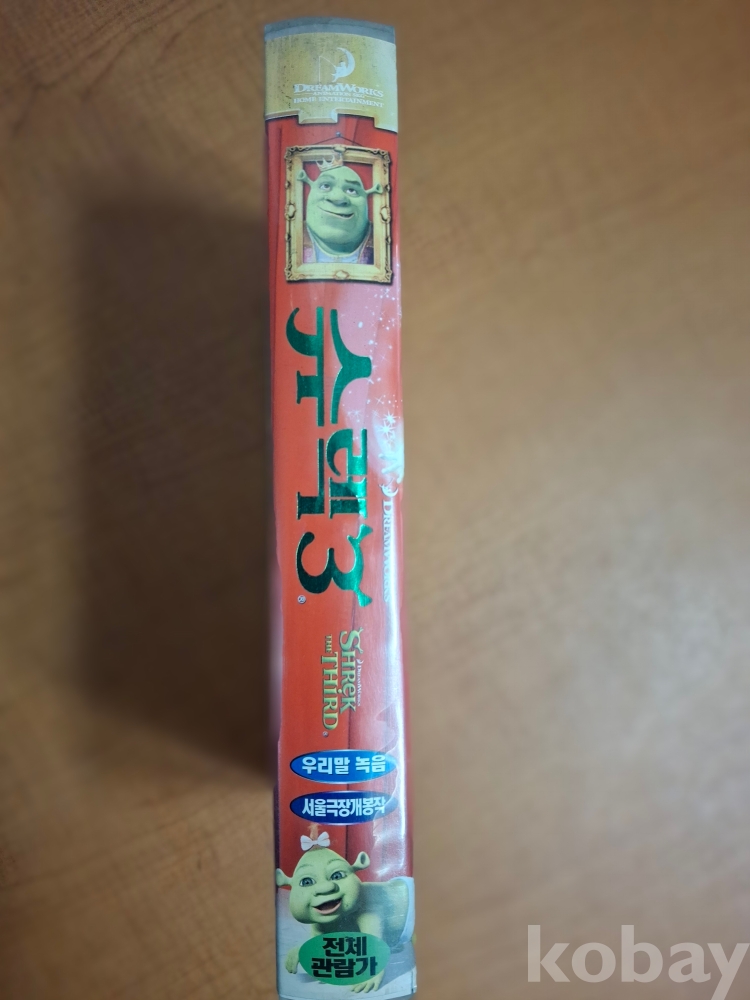 DREAMWORKS
HOME ENTERTAINMENT
슈렉3
®
DREAMWORKS
SHREK
THE THIRD®
우리말 녹음
서울극장개봉작
전체
관람가
kobay